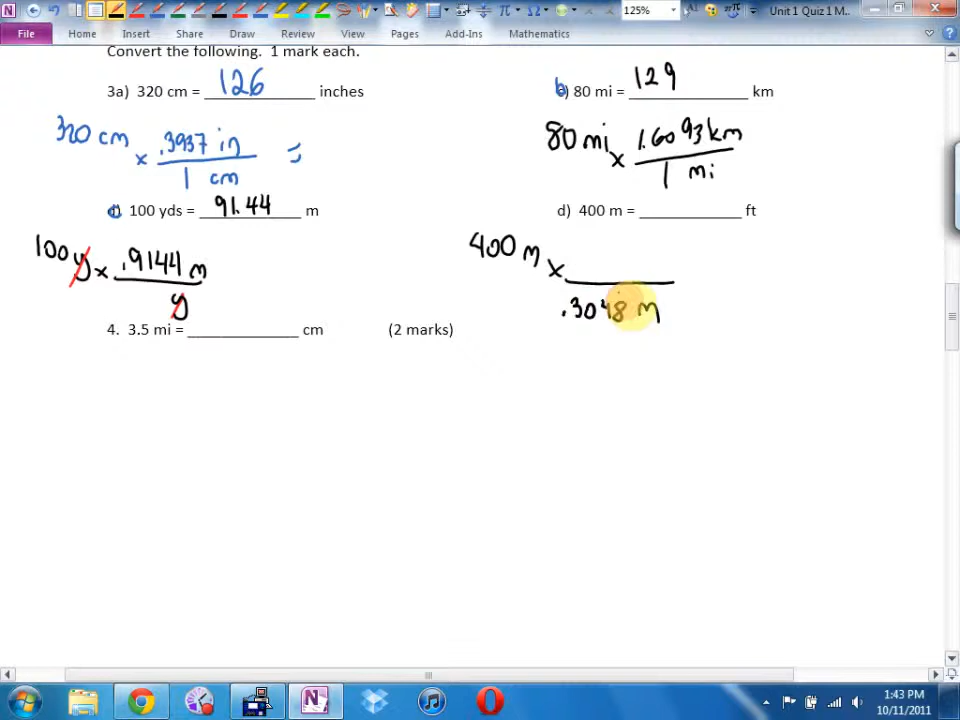 125%
Unit 1 Quiz 1 M..
File Home Insert Share Draw Review View Pages Add-Ins Mathematics
Convert the following. 1 mark each.
3a) 320 cm = 126 inches
b) 80 mi = 129 km
320 cm × .3937 in =
1 cm
80 mi × 1.6093 km
1 mi
c) 100 yds = 91.44 m
d) 400 m = ____________ ft
100 y × .9144 m
y
400 m ×
.3048 m
4. 3.5 mi = _____________ cm (2 marks)
1:43 PM
10/11/2011